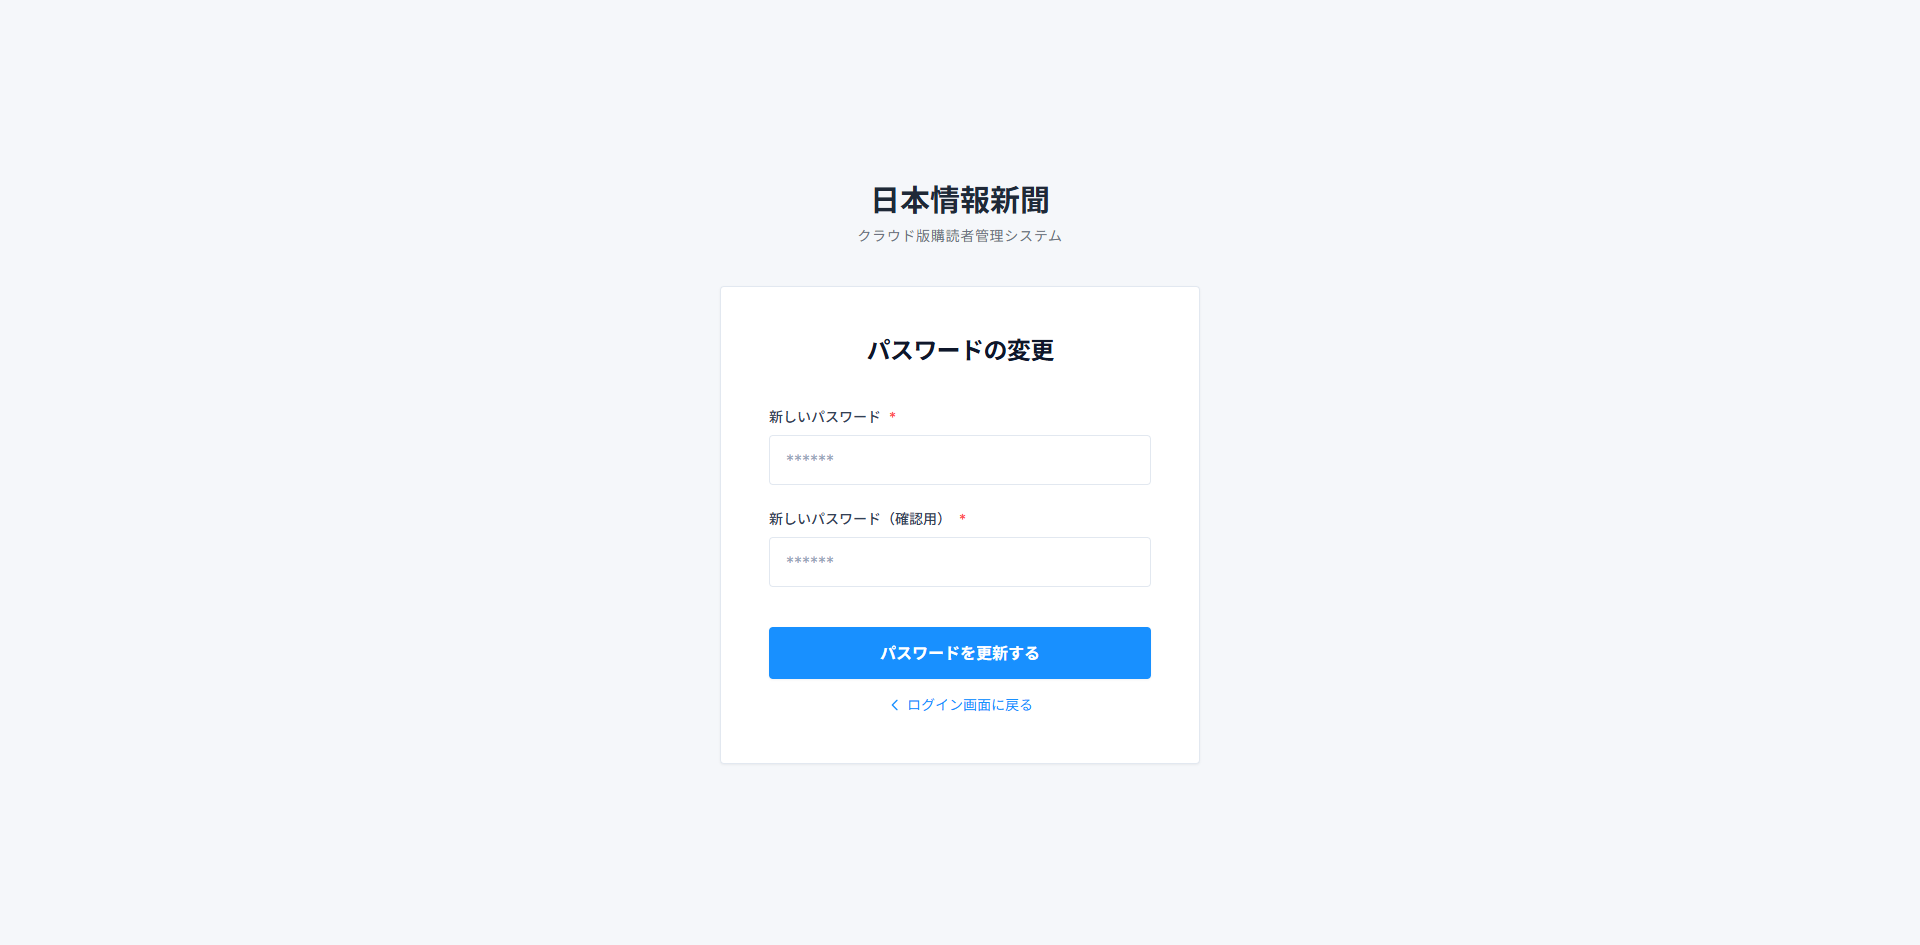 日本情報新聞
クラウド版購読者管理システム
パスワードの変更
新しいパスワード *
******
新しいパスワード（確認用） *
******
パスワードを更新する
ログイン画面に戻る